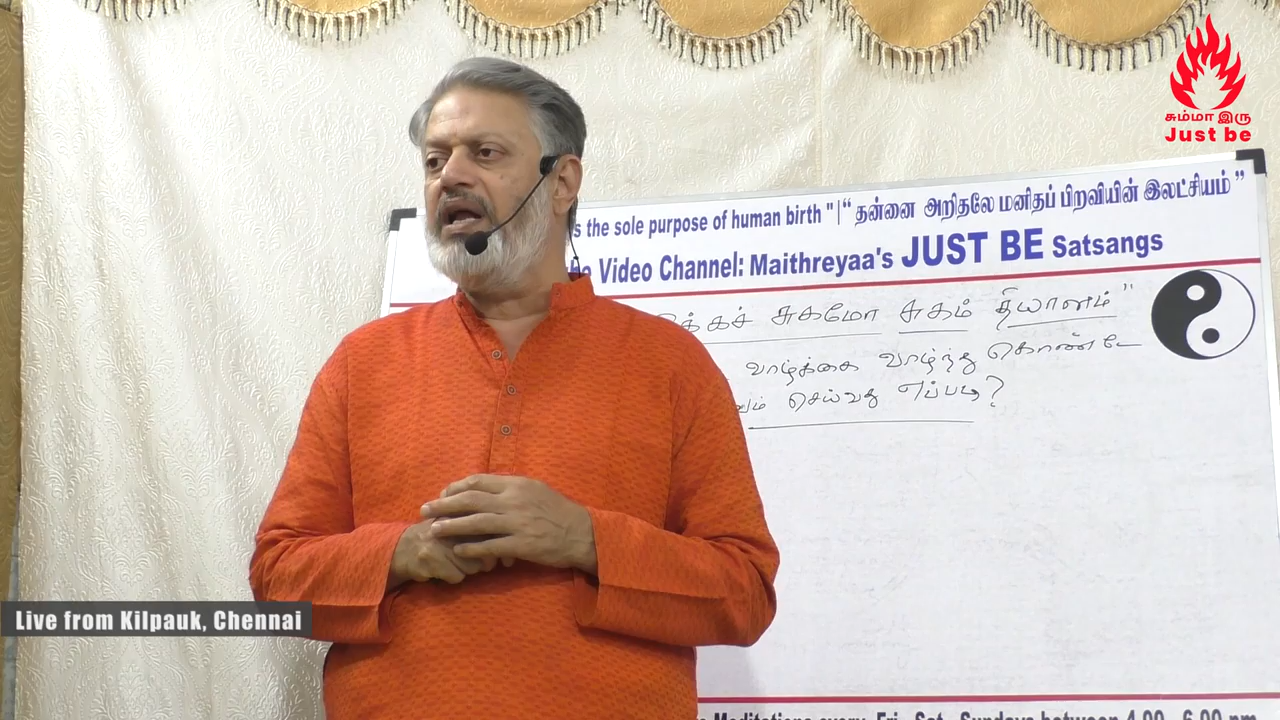 சும்மா இரு
Just be
s the sole purpose of human birth " | “ தன்னை அறிதலே மனிதப் பிறவியின் இலட்சியம் ”
Video Channel: Maithreyaa's JUST BE Satsangs
க்கச் சுகமோ சுகம் தியானம் "
வாழ்க்கை வாழ்ந்து கொண்டே
செய்வது எப்படி?
Live from Kilpauk, Chennai
Meditations every Fri, Sat, Sundays between 4.00 - 6.00 pm